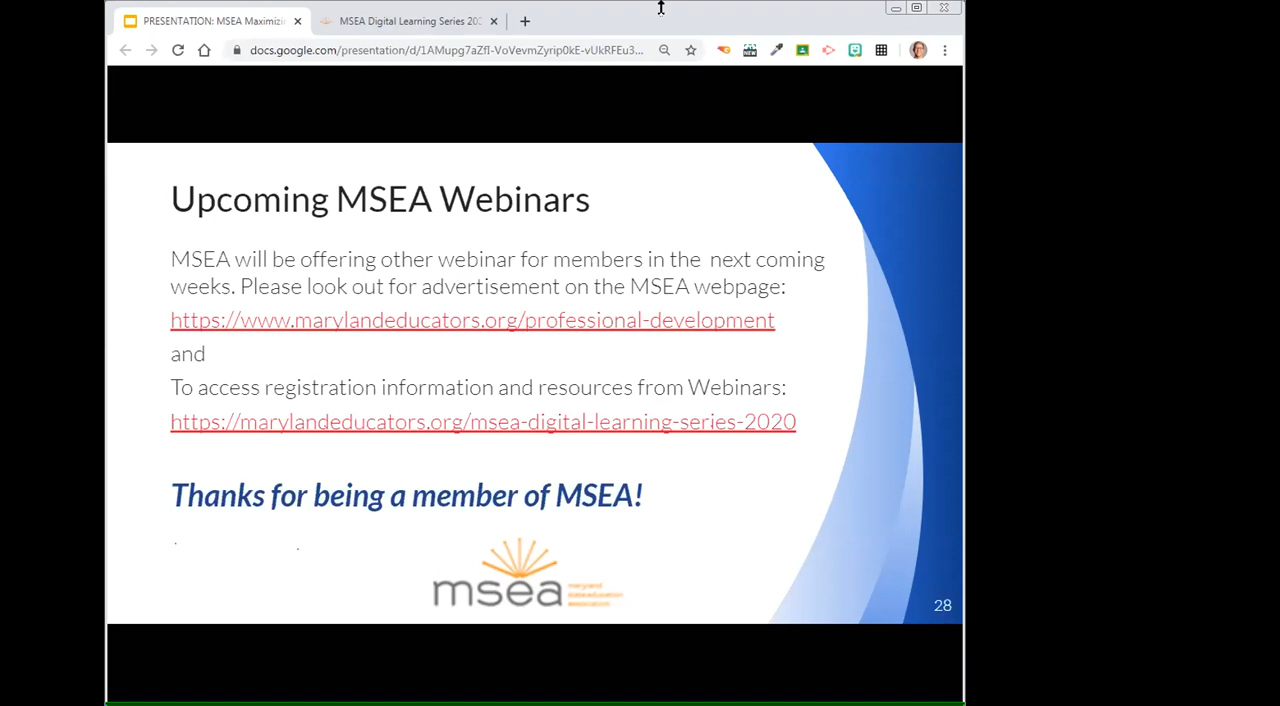 PRESENTATION: MSEA Maximizi
MSEA Digital Learning Series 202
docs.google.com/presentation/d/1AMupg7aZfI-VoVevmZyrip0kE-vUkRFEu3...
Upcoming MSEA Webinars
MSEA will be offering other webinar for members in the next coming
weeks. Please look out for advertisement on the MSEA webpage:
https://www.marylandeducators.org/professional-development
and
To access registration information and resources from Webinars:
https://marylandeducators.org/msea-digital-learning-series-2020
Thanks for being a member of MSEA!
msea
maryland
state education
association
28